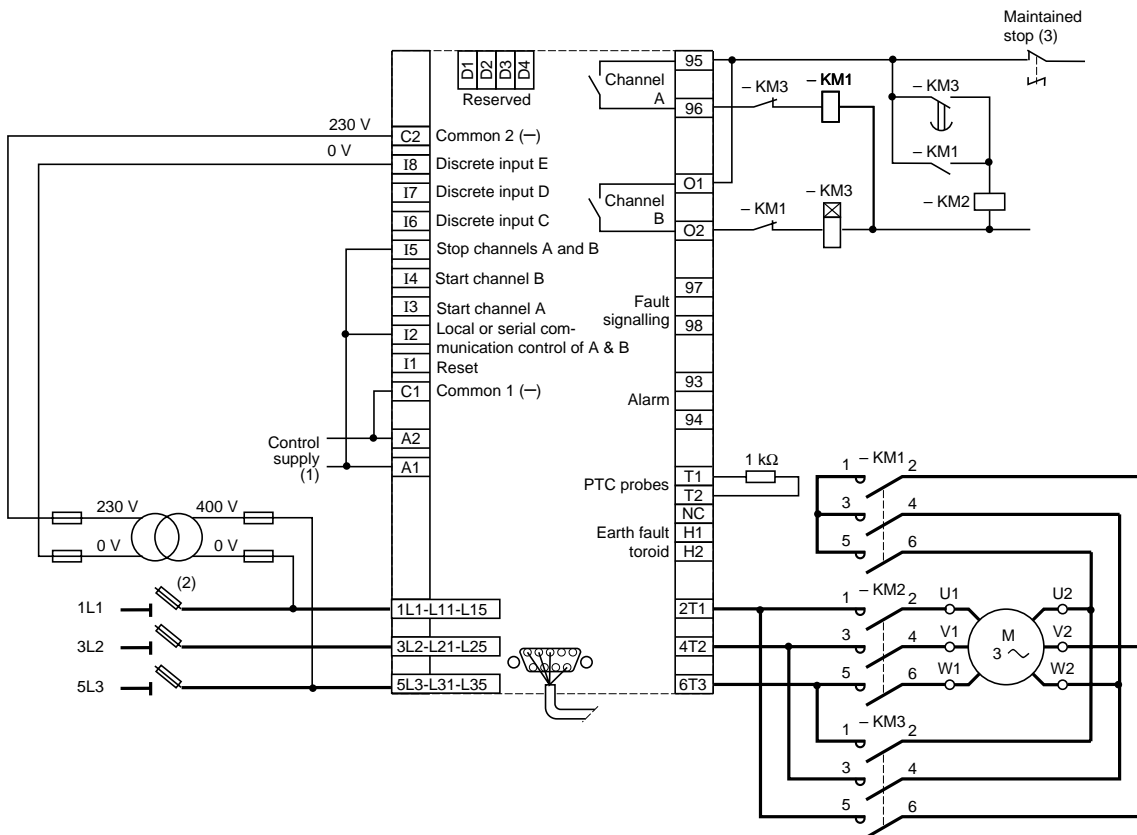 Maintained
stop (3)
D1
D2
D3
D4
Reserved
95
Channel
A
96
– KM3
– KM1
– KM3
– KM1
– KM2
230 V
0 V
C2
Common 2 (–)
I8
Discrete input E
I7
Discrete input D
I6
Discrete input C
I5
Stop channels A and B
I4
Start channel B
I3
Start channel A
I2
Local or serial com-
munication control of A & B
I1
Reset
C1
Common 1 (–)
A2
A1
Control
supply
(1)
O1
Channel
B
O2
– KM1
– KM3
97
Fault
signalling
98
93
Alarm
94
T1
PTC probes
T2
1 kΩ
NC
Earth fault
toroid
H1
H2
230 V
400 V
0 V
0 V
(2)
1L1
3L2
5L3
1L1-L11-L15
3L2-L21-L25
5L3-L31-L35
2T1
4T2
6T3
1
– KM1
2
3
4
5
6
1
– KM2
2
3
4
5
6
U1
V1
W1
M
3
U2
V2
W2
1
– KM3
2
3
4
5
6